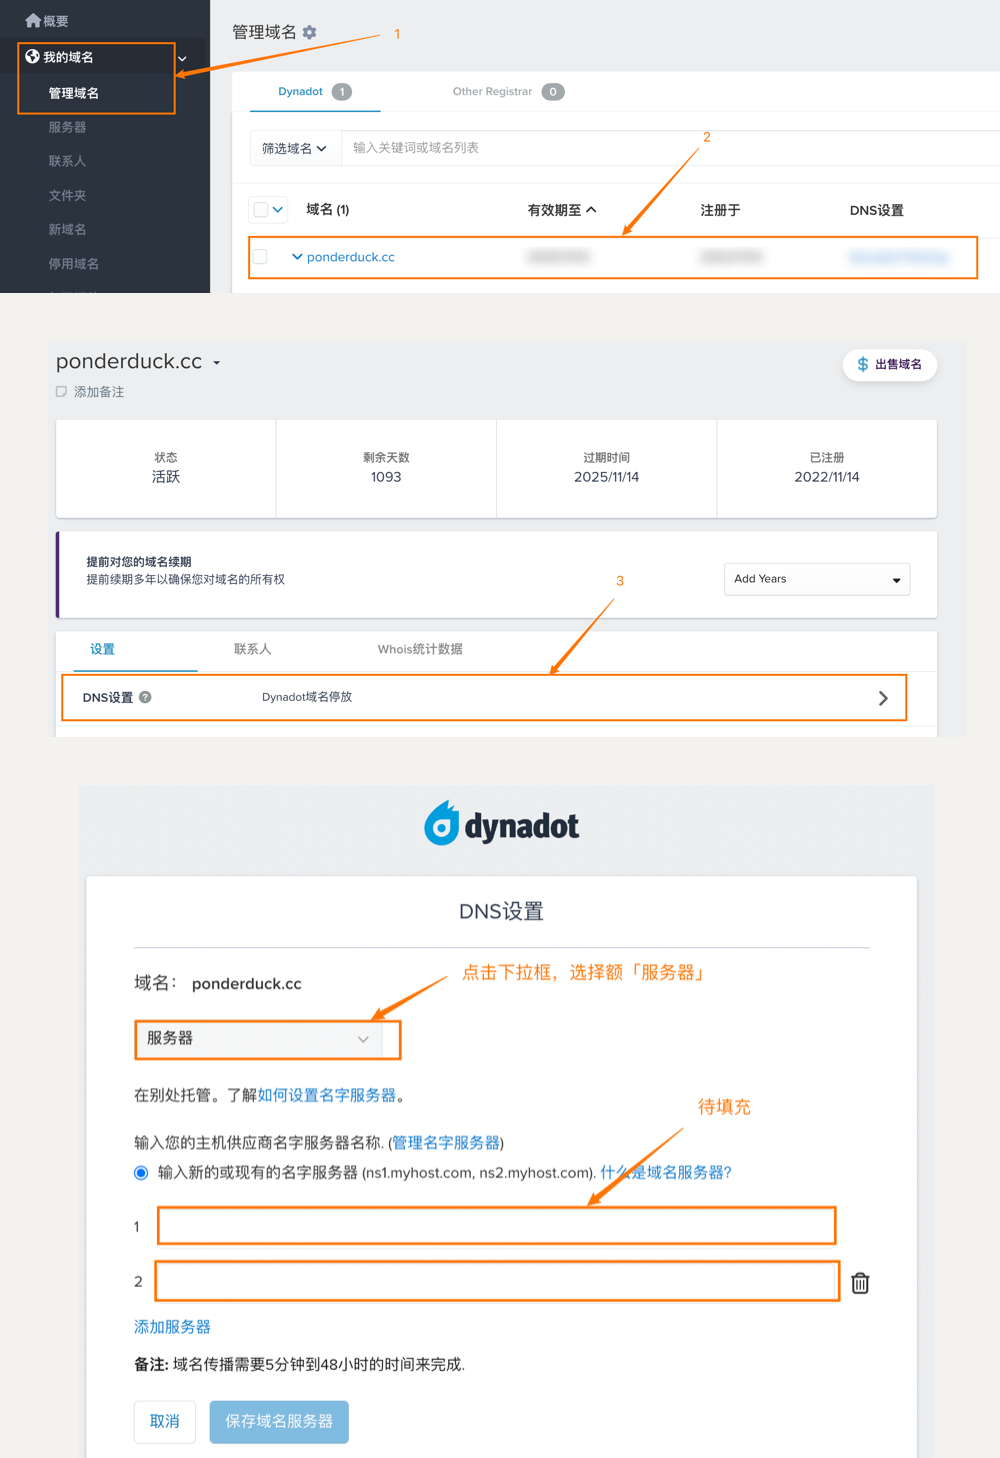 概要
我的域名
管理域名
服务器
联系人
文件夹
新域名
停用域名
管理域名
1
Dynadot 1
Other Registrar 0
筛选域名
输入关键词或域名列表
2
域名 (1)
有效期至
注册于
DNS设置
ponderduck.cc
ponderduck.cc
添加备注
$ 出售域名
状态
活跃
剩余天数
1093
过期时间
2025/11/14
已注册
2022/11/14
提前对您的域名续期
提前续期多年以确保您对域名的所有权
Add Years
3
设置
联系人
Whois统计数据
DNS设置 ?
Dynadot域名停放
dynadot
DNS设置
点击下拉框，选择额「服务器」
域名： ponderduck.cc
服务器
在别处托管。了解如何设置名字服务器。
待填充
输入您的主机供应商名字服务器名称. (管理名字服务器)
输入新的或现有的名字服务器 (ns1.myhost.com, ns2.myhost.com). 什么是域名服务器?
1
2
添加服务器
备注: 域名传播需要5分钟到48小时的时间来完成.
取消
保存域名服务器